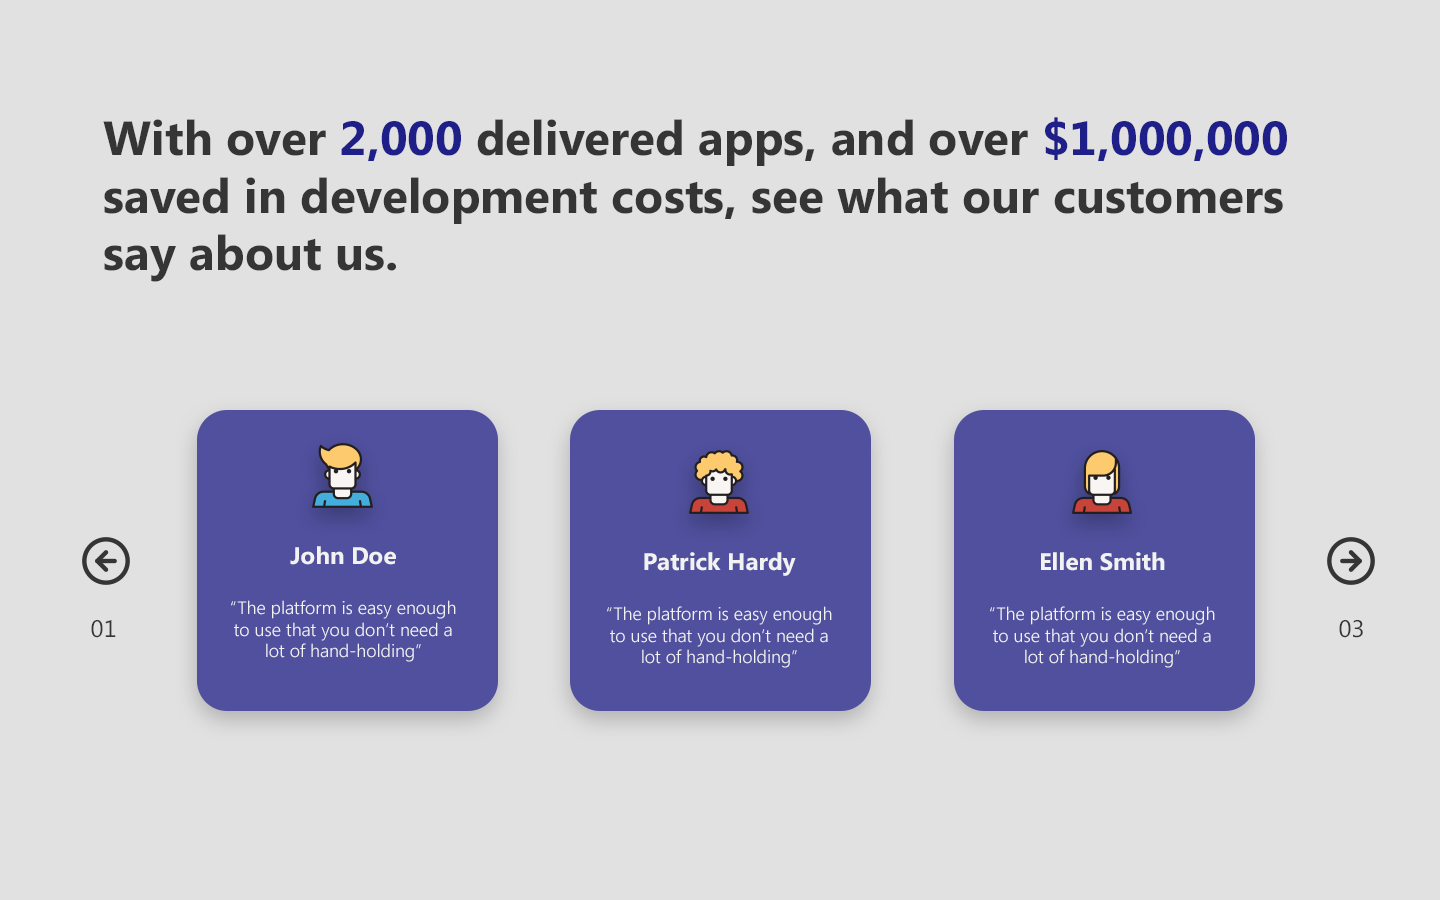 With over 2,000 delivered apps, and over $1,000,000
saved in development costs, see what our customers
say about us.
John Doe
“The platform is easy enough
to use that you don’t need a
lot of hand-holding”
Patrick Hardy
“The platform is easy enough
to use that you don’t need a
lot of hand-holding”
Ellen Smith
“The platform is easy enough
to use that you don’t need a
lot of hand-holding”
01
03